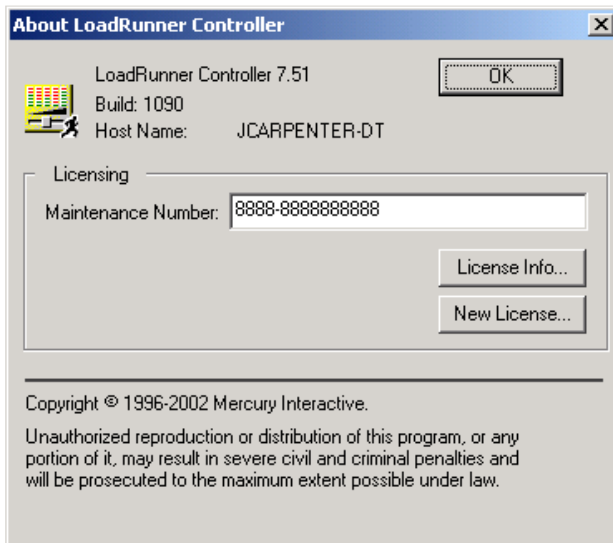 About LoadRunner Controller
LoadRunner Controller 7.51
OK
Build: 1090
Host Name: JCARPENTER-DT
Licensing
Maintenance Number: 8888-8888888888
License Info...
New License...
Copyright © 1996-2002 Mercury Interactive.
Unauthorized reproduction or distribution of this program, or any
portion of it, may result in severe civil and criminal penalties and
will be prosecuted to the maximum extent possible under law.